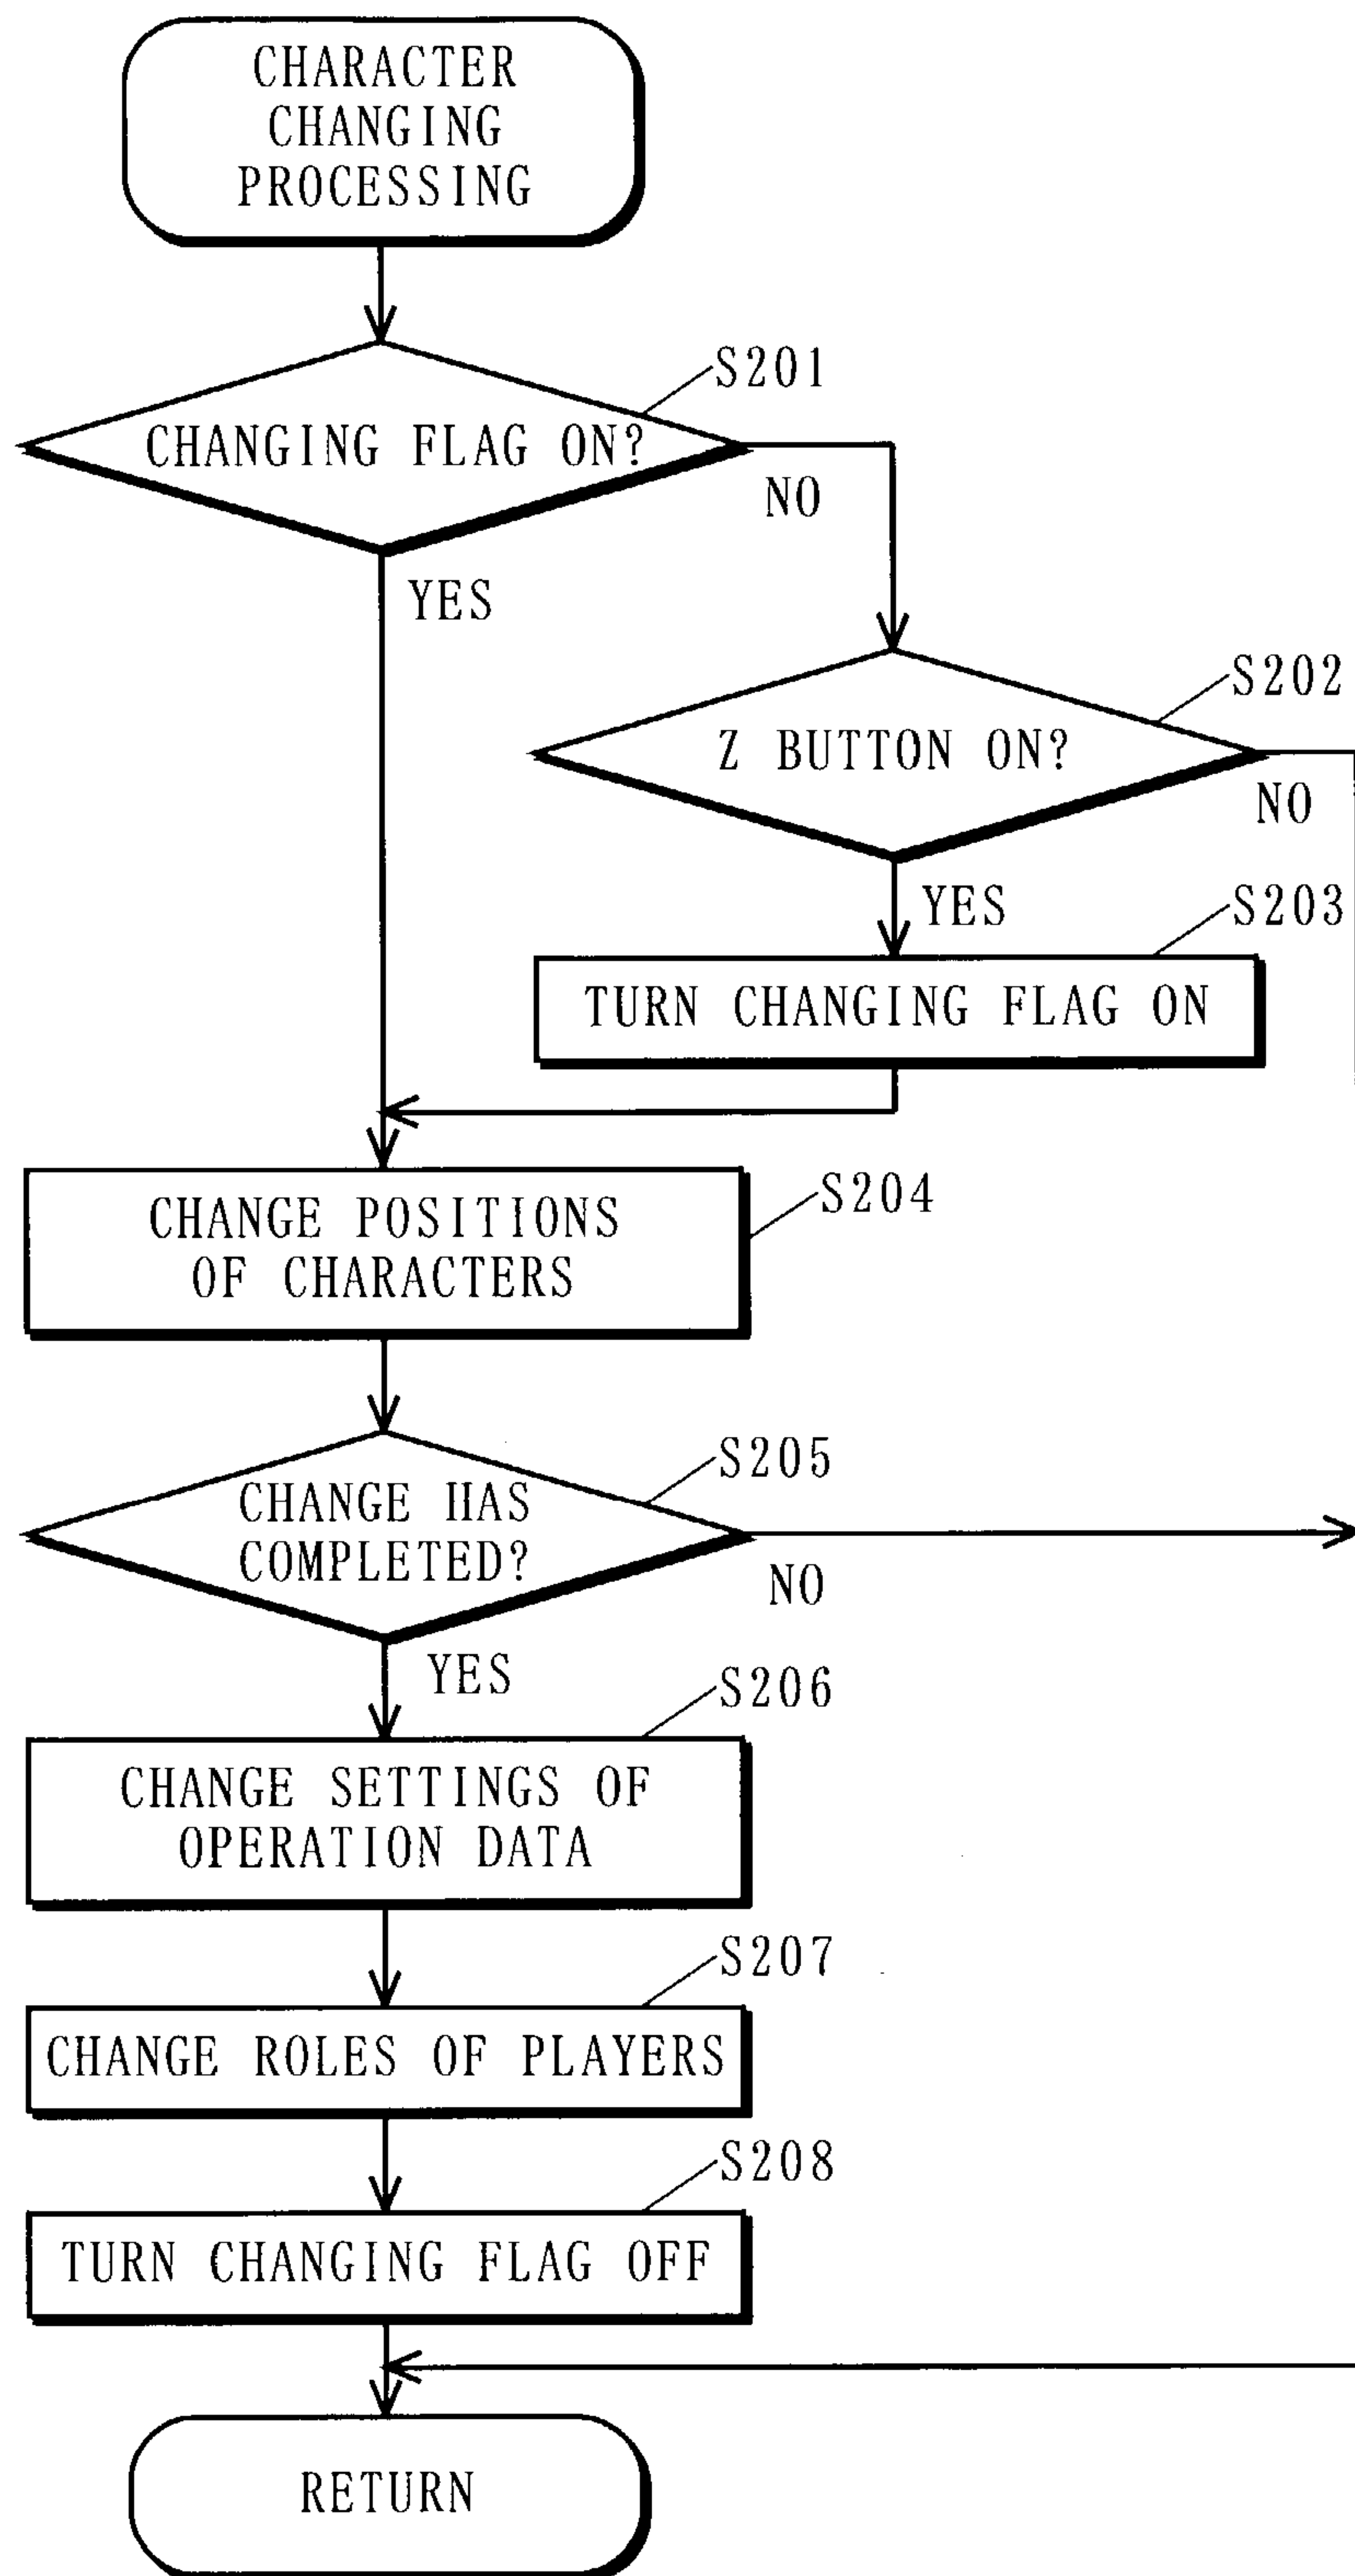 CHARACTER
CHANGING
PROCESSING
S201
CHANGING FLAG ON?
NO
YES
S202
Z BUTTON ON?
NO
YES
S203
TURN CHANGING FLAG ON
S204
CHANGE POSITIONS
OF CHARACTERS
S205
CHANGE HAS
COMPLETED?
NO
YES
S206
CHANGE SETTINGS OF
OPERATION DATA
S207
CHANGE ROLES OF PLAYERS
S208
TURN CHANGING FLAG OFF
RETURN